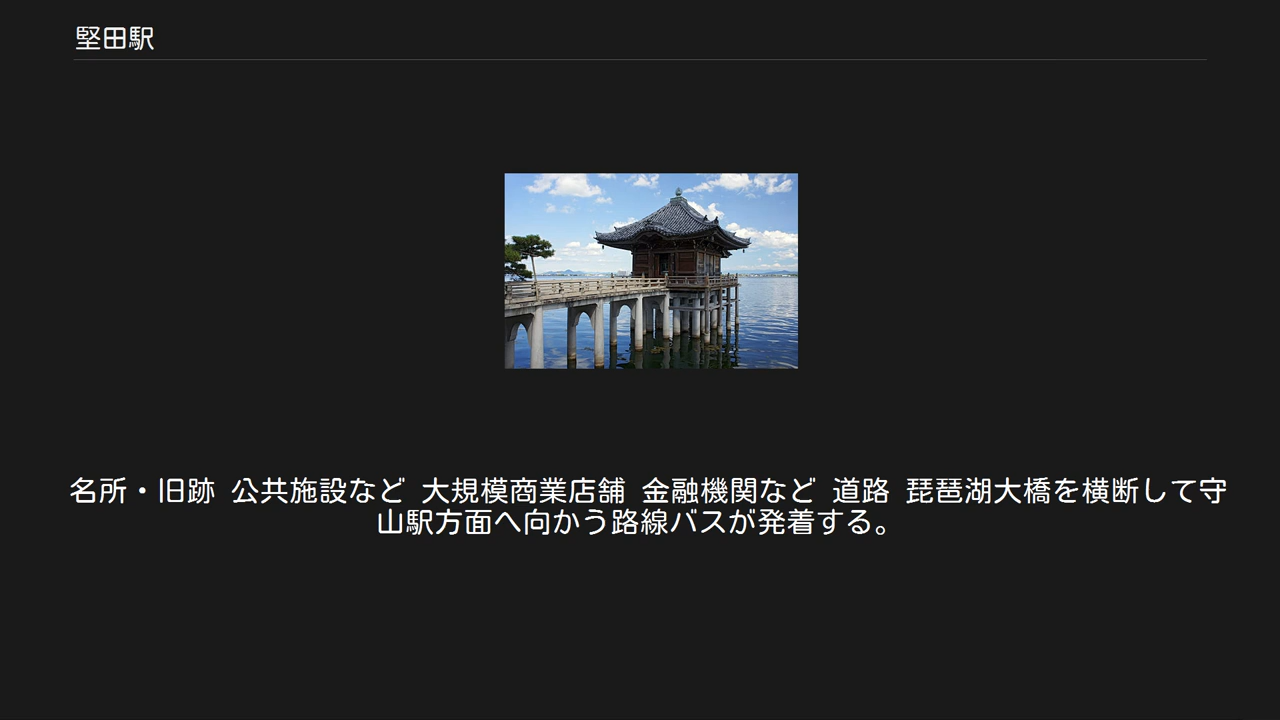 堅田駅
名所・旧跡 公共施設など 大規模商業店舗 金融機関など 道路 琵琶湖大橋を横断して守
山駅方面へ向かう路線バスが発着する。